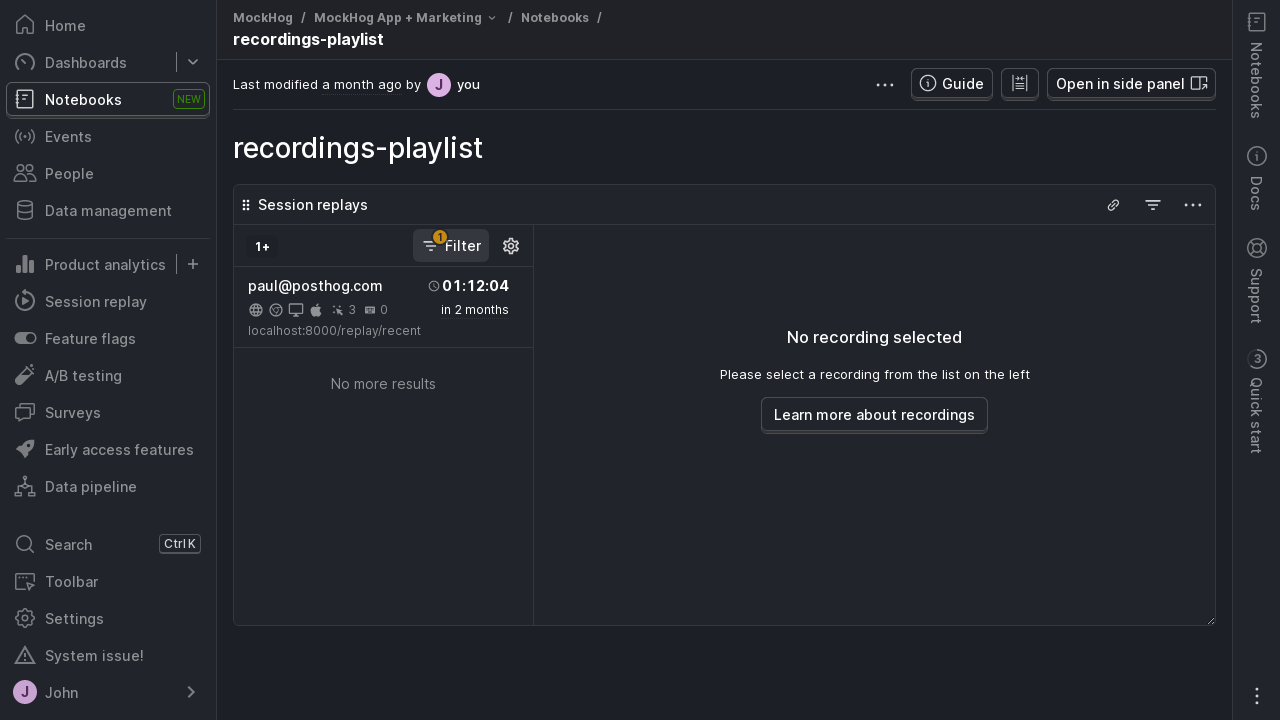 Home
Dashboards
Notebooks NEW
Events
People
Data management
Product analytics
Session replay
Feature flags
A/B testing
Surveys
Early access features
Data pipeline
Search Ctrl K
Toolbar
Settings
System issue!
J John
MockHog / MockHog App + Marketing / Notebooks /
recordings-playlist
Last modified a month ago by J you
Guide
Open in side panel
recordings-playlist
Session replays
1+
1
Filter
paul@posthog.com 01:12:04
3 0 in 2 months
localhost:8000/replay/recent
No more results
No recording selected
Please select a recording from the list on the left
Learn more about recordings
Notebooks
Docs
Support
3
Quick start